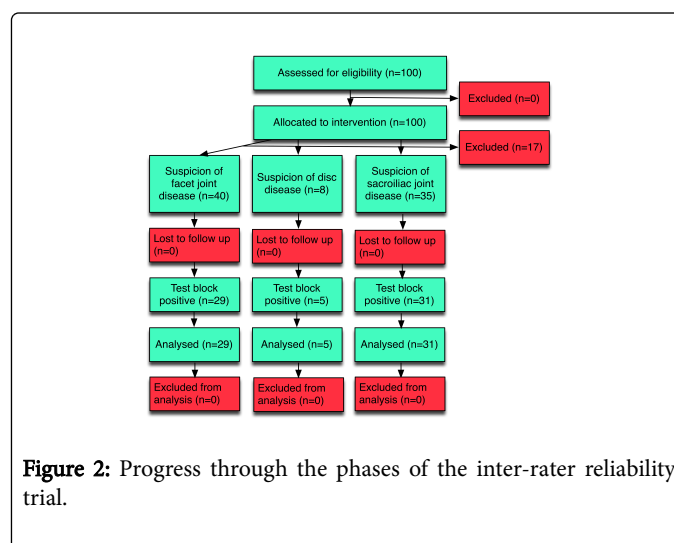 Assessed for eligibility (n=100)
Excluded (n=0)
Allocated to intervention (n=100)
Excluded (n=17)
Suspicion of
facet joint
disease
(n=40)
Suspicion of
disc disease
(n=8)
Suspicion of
sacroiliac joint
disease (n=35)
Lost to follow up
(n=0)
Lost to follow up
(n=0)
Lost to follow up
(n=0)
Test block
positive (n=29)
Test block
positive (n=5)
Test block
positive (n=31)
Analysed (n=29)
Analysed (n=5)
Analysed (n=31)
Excluded from
analysis (n=0)
Excluded from
analysis (n=0)
Excluded from
analysis (n=0)
Figure 2: Progress through the phases of the inter-rater reliability
trial.